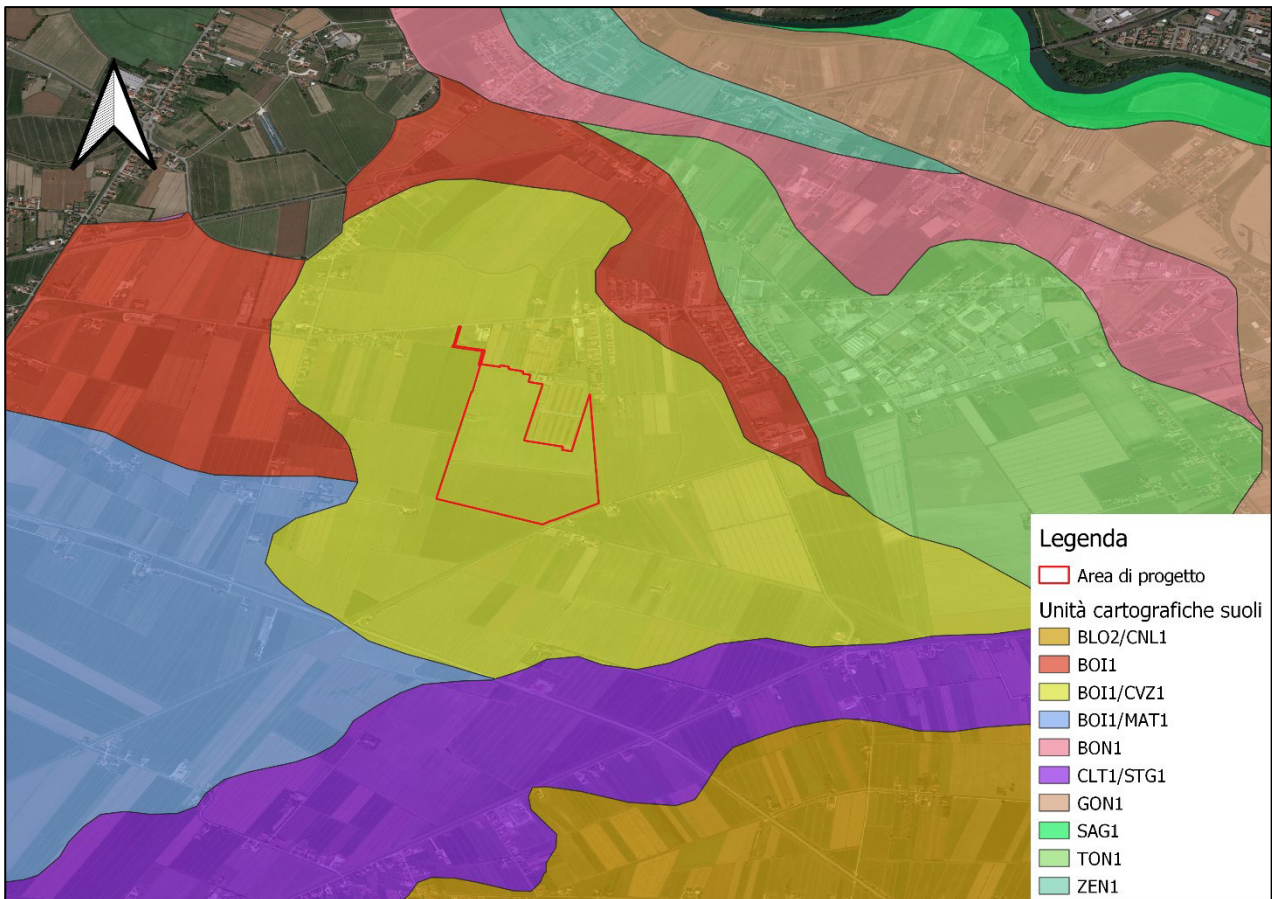 Legenda
Area di progetto
Unità cartografiche suoli
BLO2/CNL1
BOI1
BOI1/CVZ1
BOI1/MAT1
BON1
CLT1/STG1
GON1
SAG1
TON1
ZEN1